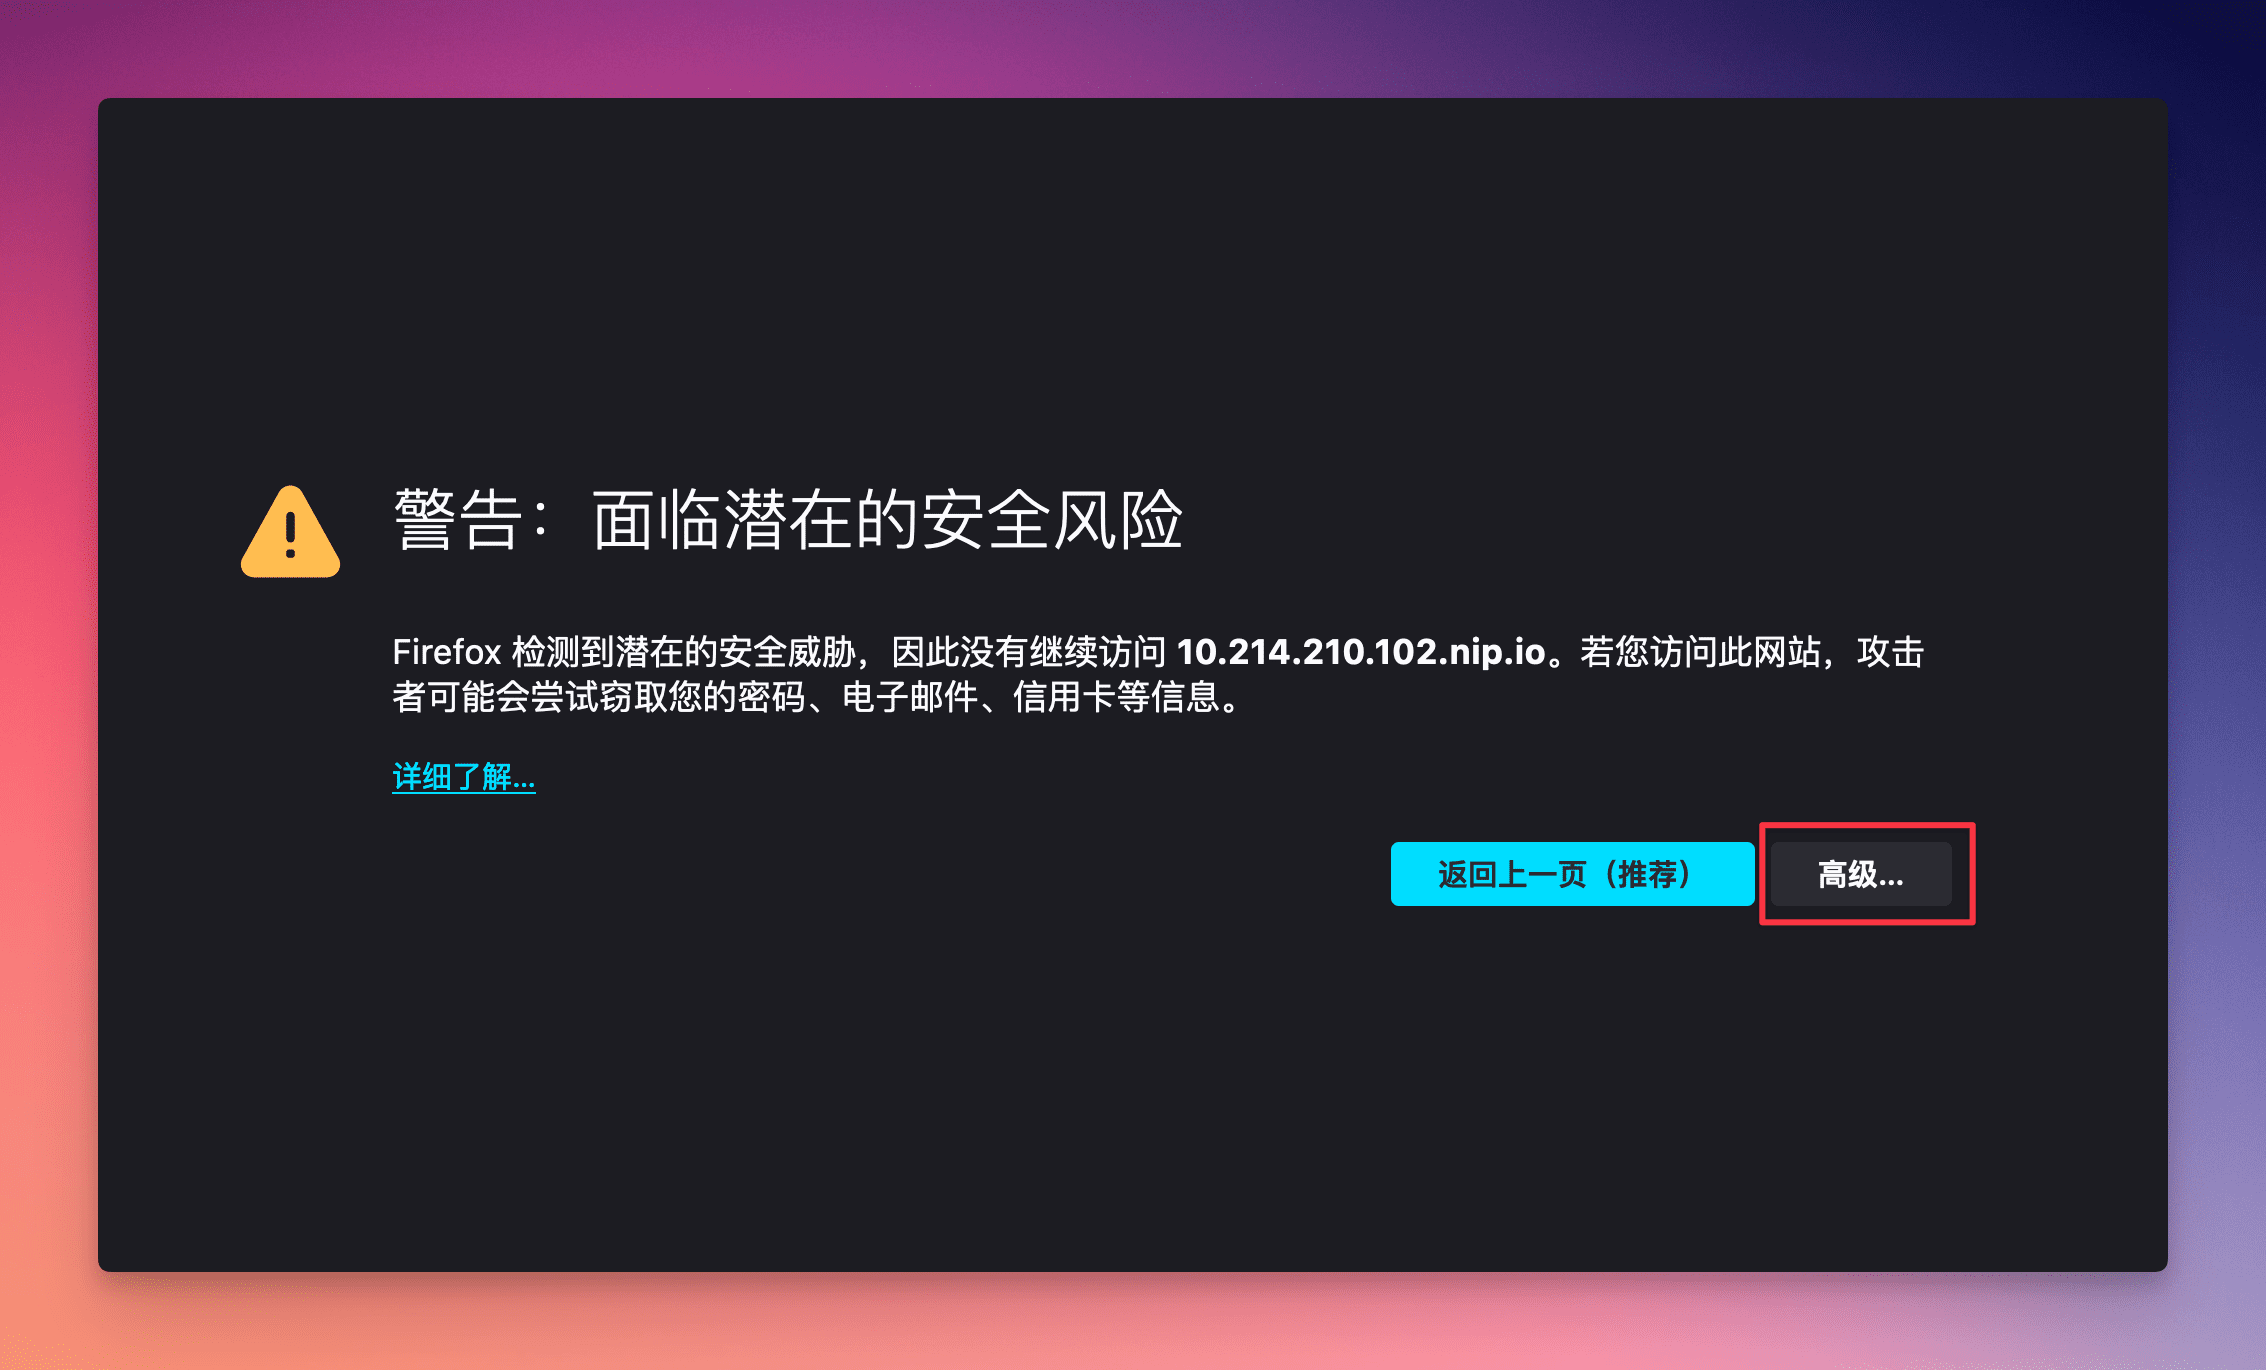 警告：面临潜在的安全风险
Firefox 检测到潜在的安全威胁，因此没有继续访问 10.214.210.102.nip.io。若您访问此网站，攻击
者可能会尝试窃取您的密码、电子邮件、信用卡等信息。
详细了解...
返回上一页（推荐）
高级...